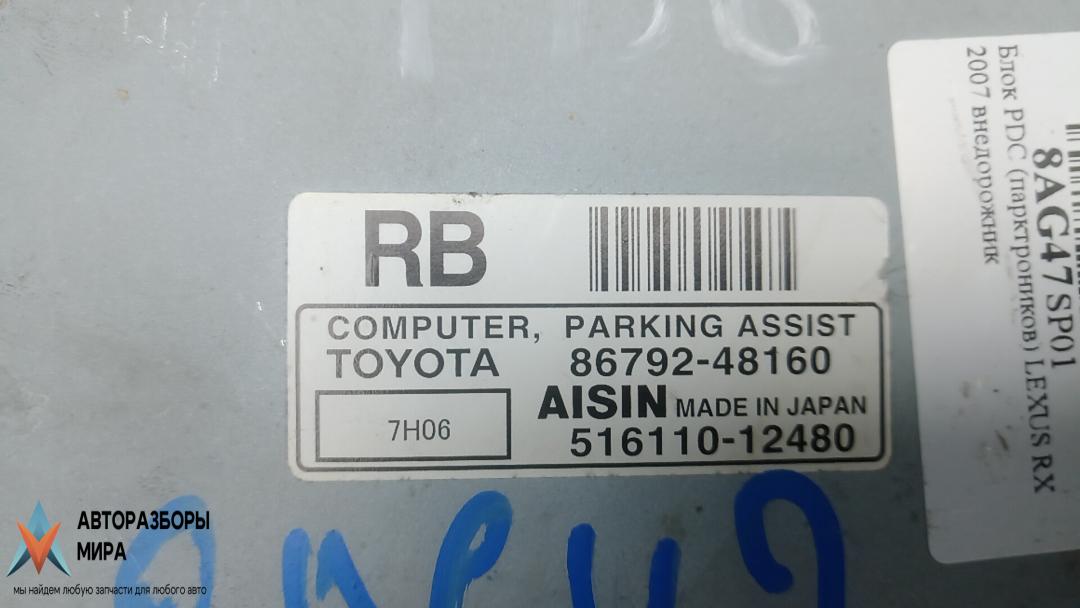 RB
COMPUTER, PARKING ASSIST
TOYOTA 86792-48160
7H06
AISIN MADE IN JAPAN
516110-12480
8AG47SP01
Блок PDC (парктроников) LEXUS RX
2007 внедорожник
АВТОРАЗБОРЫ
МИРА
мы найдем любую запчасти для любого авто